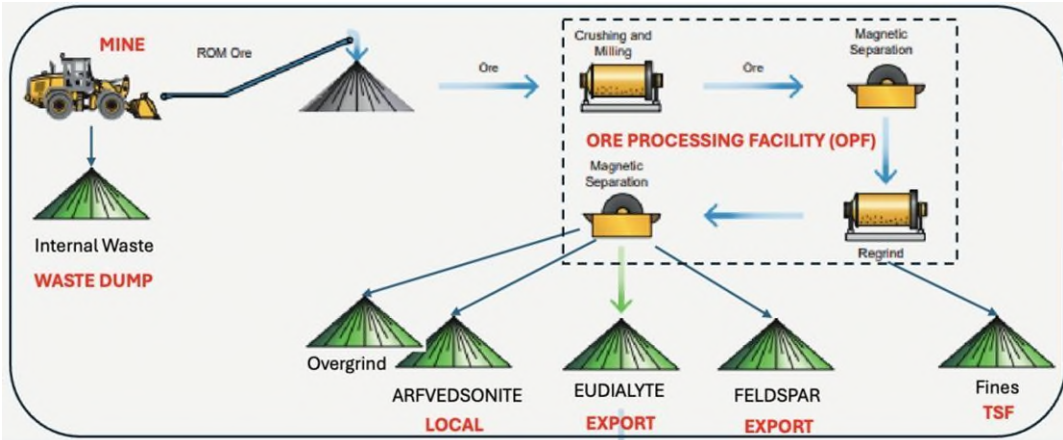 MINE
ROM Ore
Ore
Crushing and
Milling
Ore
Magnetic
Separation
ORE PROCESSING FACILITY (OPF)
Magnetic
Separation
Regrind
Internal Waste
WASTE DUMP
Overgrind
ARFVEDSONITE
LOCAL
EUDIALYTE
EXPORT
FELDSPAR
EXPORT
Fines
TSF